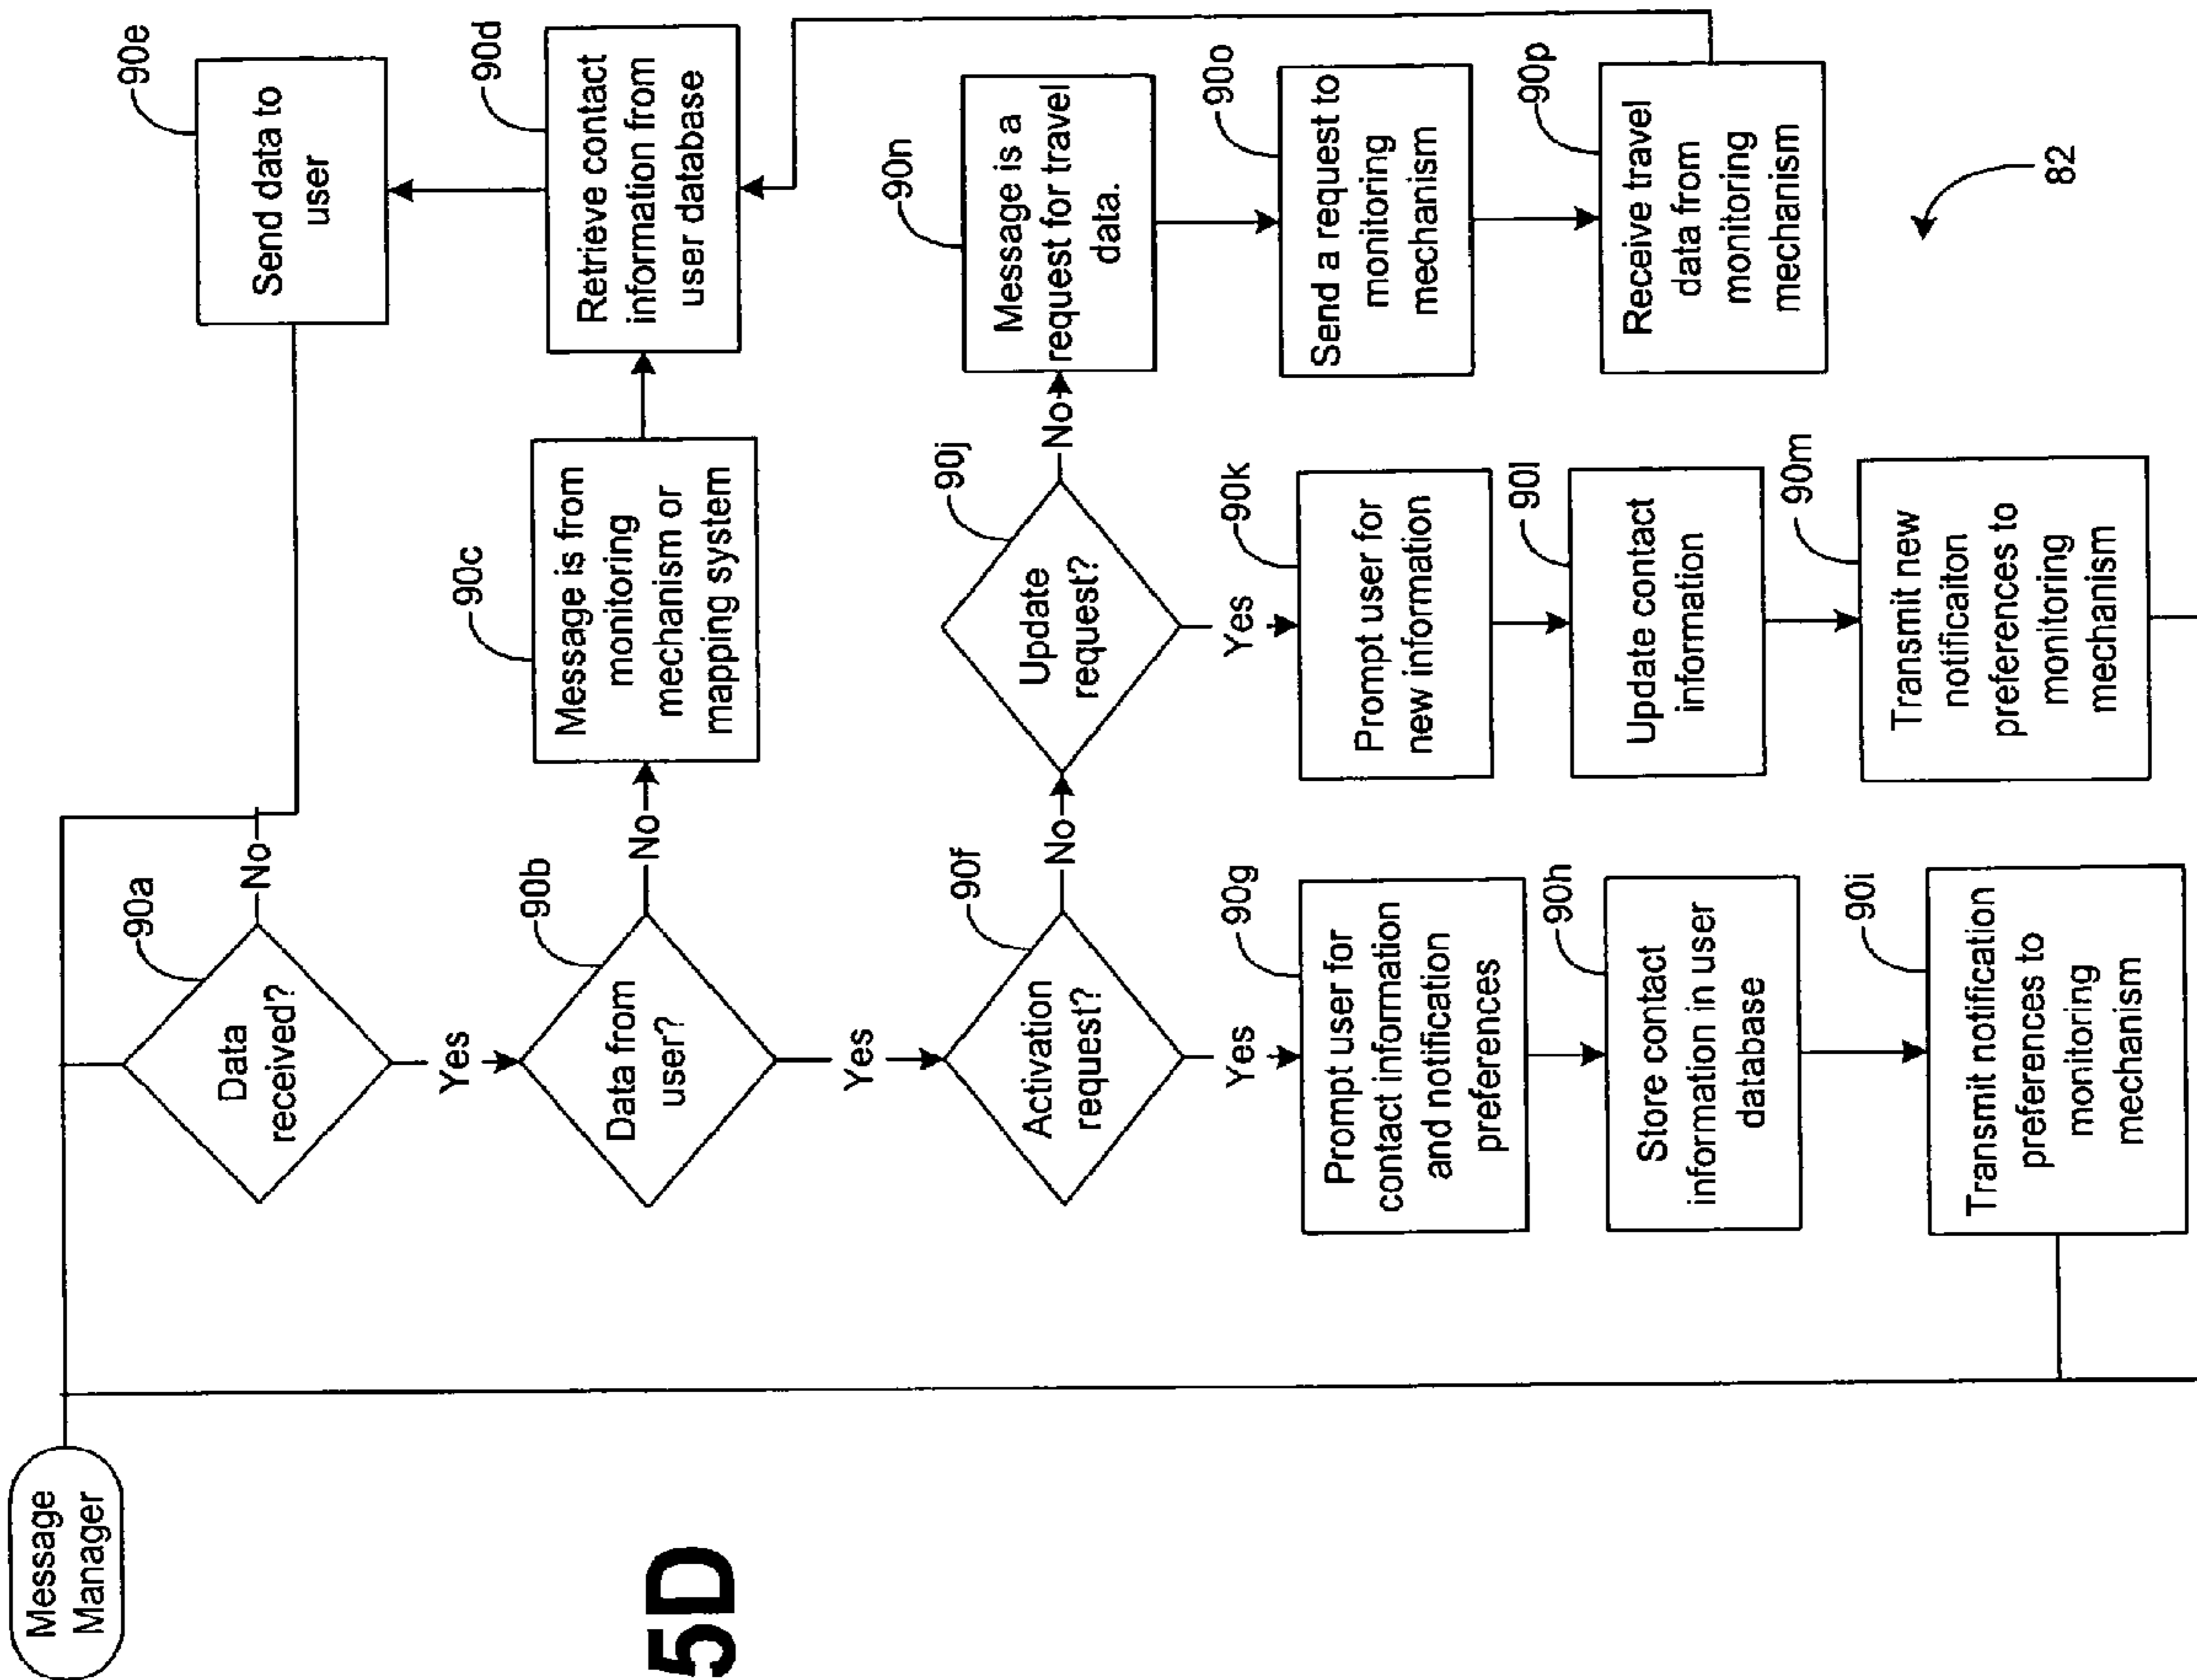 Message
Manager
90a
Data
received?
No
Yes
90e
Send data to
user
90b
Data from
user?
No
Yes
90c
Message is from
monitoring
mechanism or
mapping system
90d
Retrieve contact
information from
user database
90f
Activation
request?
No
Yes
90j
Update
request?
No
Yes
90n
Message is a
request for travel
data.
90g
Prompt user for
contact information
and notification
preferences
90k
Prompt user for
new information
90o
Send a request to
monitoring
mechanism
90h
Store contact
information in user
database
90l
Update contact
information
90p
Receive travel
data from
monitoring
mechanism
90i
Transmit notification
preferences to
monitoring
mechanism
90m
Transmit new
notificaiton
preferences to
monitoring
mechanism
82
5D